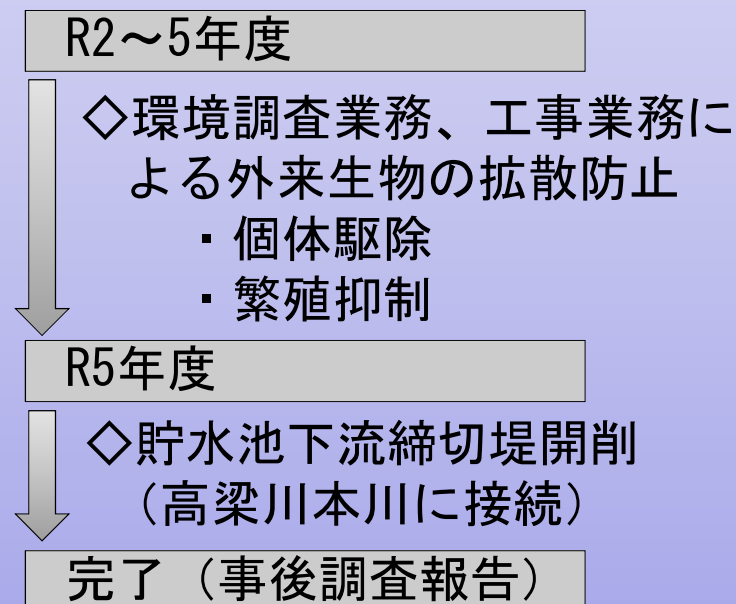 R2～5年度
◇環境調査業務、工事業務に
よる外来生物の拡散防止
・個体駆除
・繁殖抑制
R5年度
◇貯水池下流締切堤開削
（高梁川本川に接続）
完了（事後調査報告）